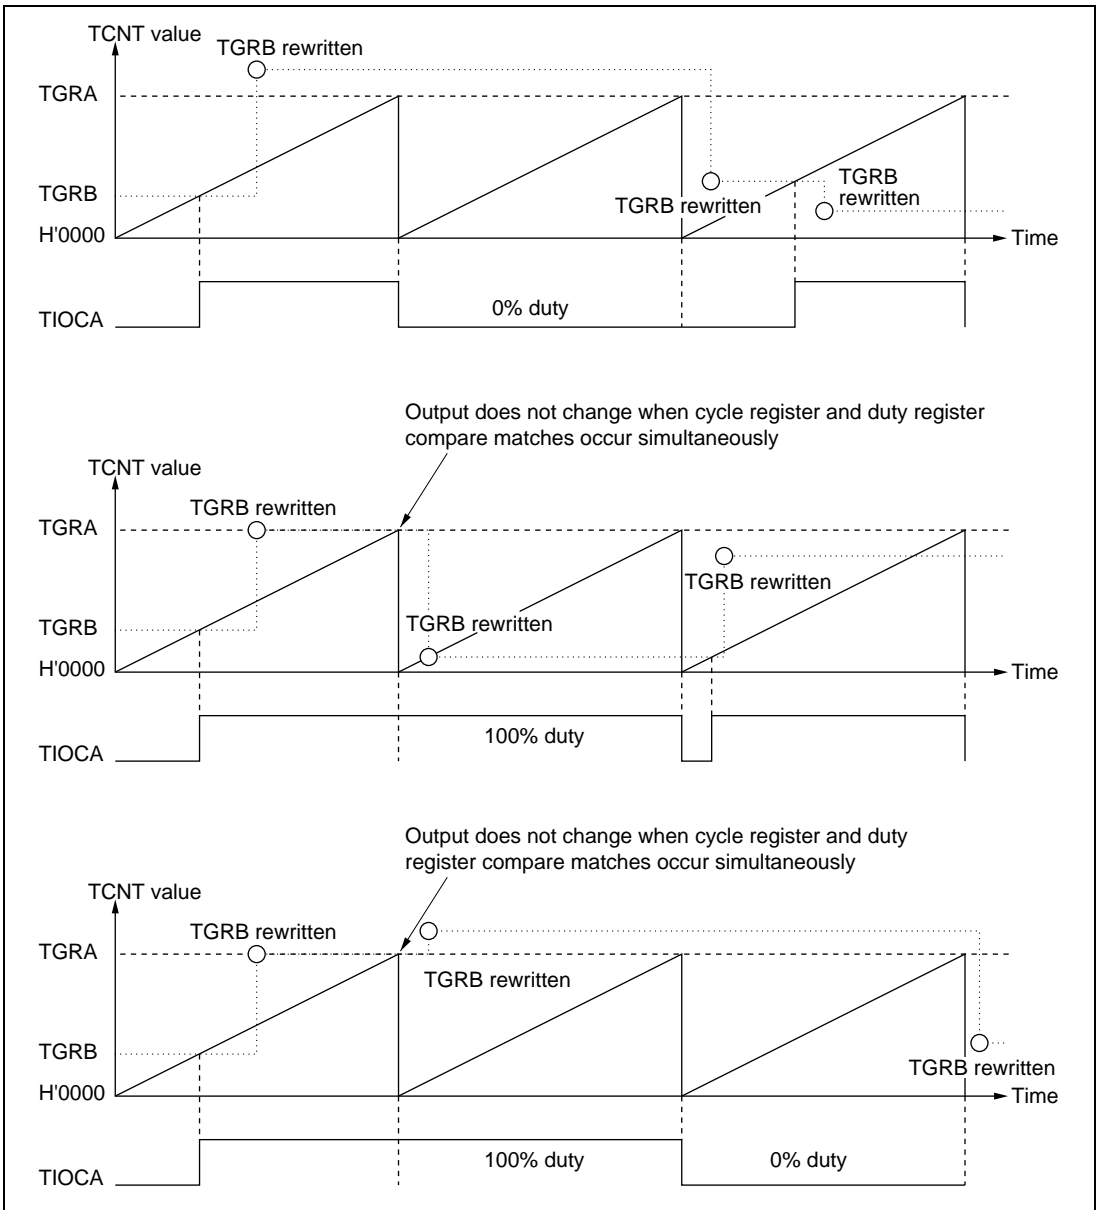 TCNT value
TGRB rewritten
TGRA
TGRB
TGRB
rewritten
TGRB rewritten
H'0000
Time
0% duty
TIOCA
Output does not change when cycle register and duty register
compare matches occur simultaneously
TCNT value
TGRB rewritten
TGRA
TGRB rewritten
TGRB
TGRB rewritten
H'0000
Time
100% duty
TIOCA
Output does not change when cycle register and duty
register compare matches occur simultaneously
TCNT value
TGRB rewritten
TGRA
TGRB rewritten
TGRB
TGRB rewritten
H'0000
Time
100% duty
0% duty
TIOCA